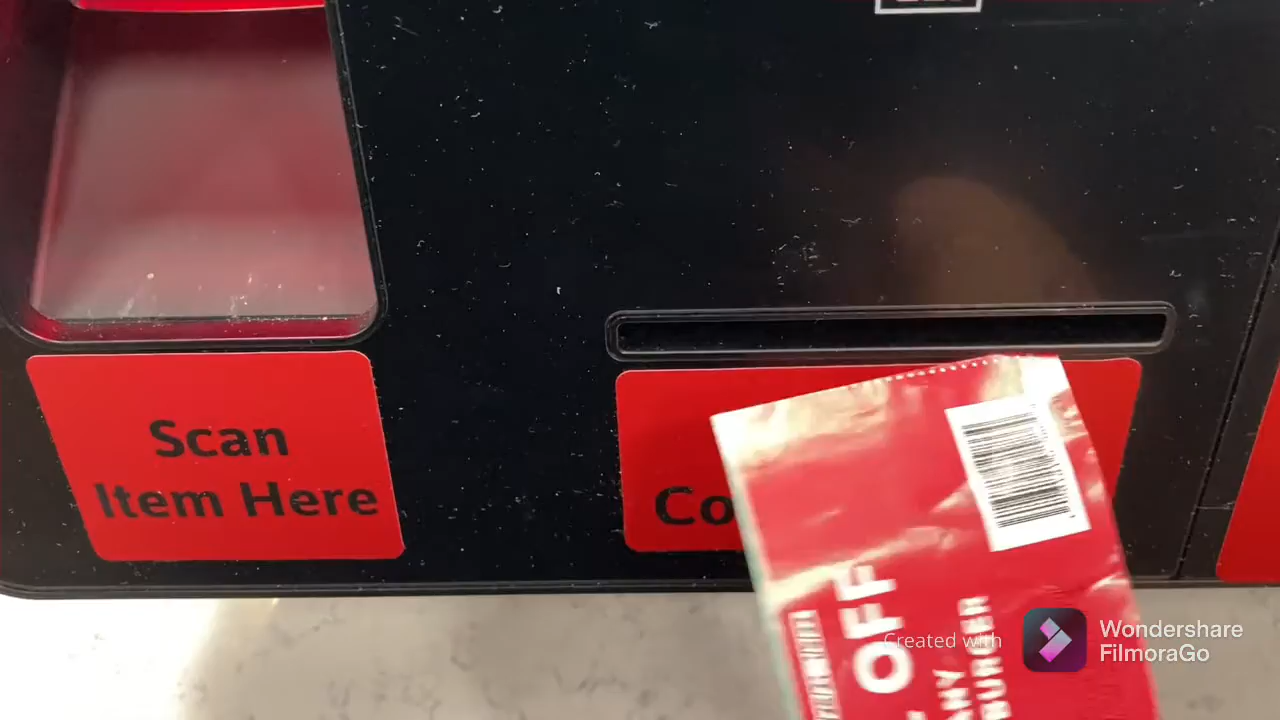 Scan
Item Here
Co
OFF
ANY
BURGER
Created with
Wondershare
FilmoraGo